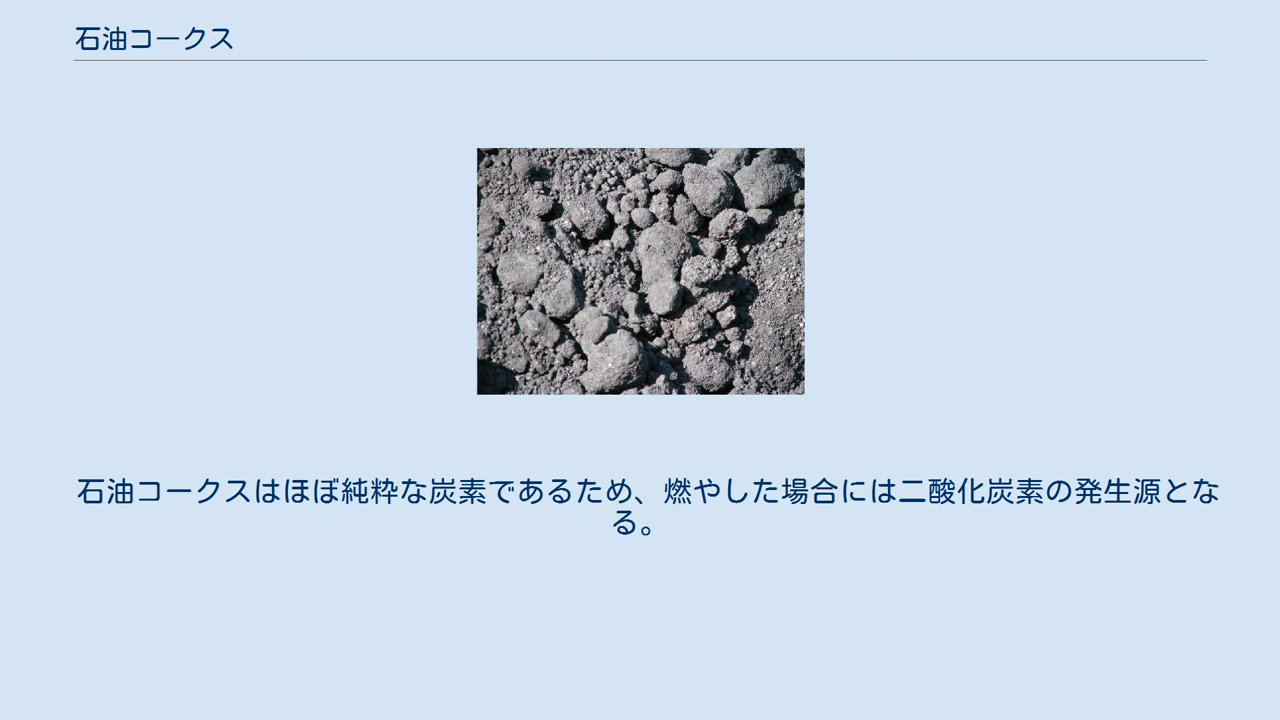 石油コークス
石油コークスはほぼ純粋な炭素であるため、燃やした場合には二酸化炭素の発生源とな
る。